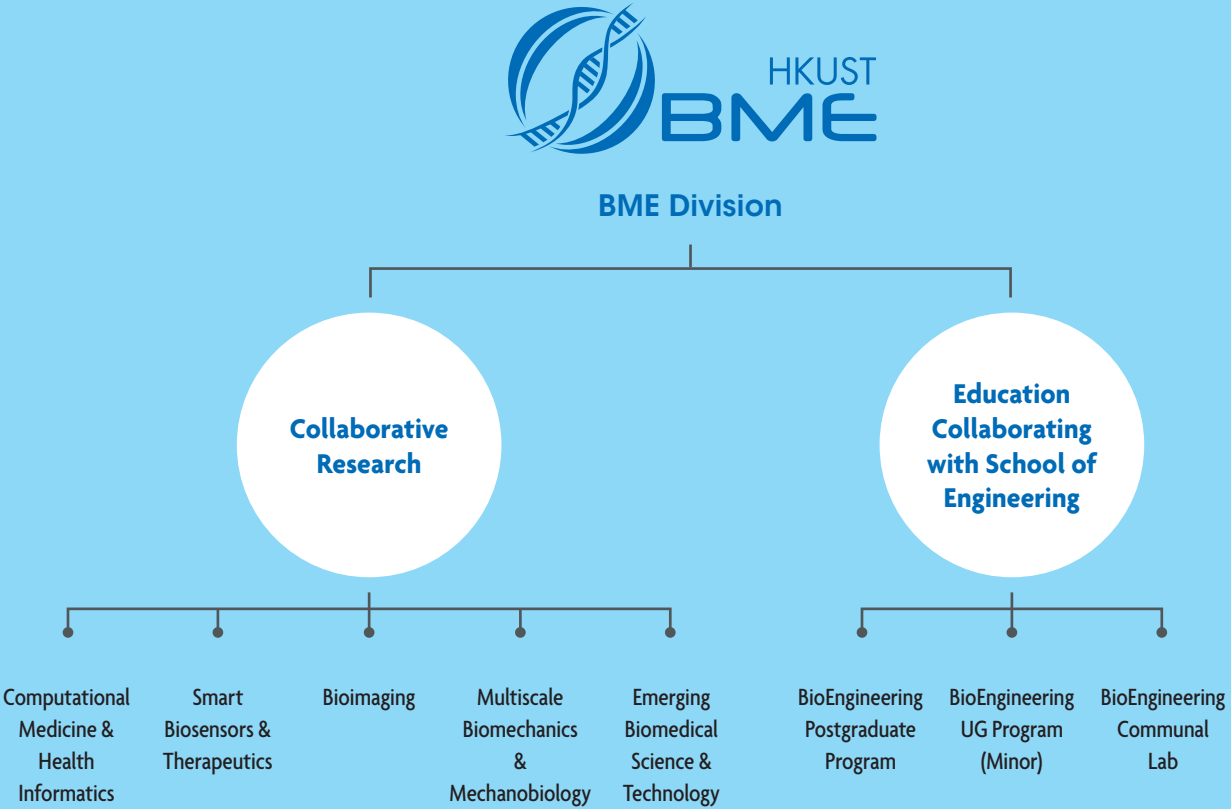 HKUST
BME
BME Division
Collaborative
Research
Education
Collaborating
with School of
Engineering
Computational
Medicine &
Health
Informatics
Smart
Biosensors &
Therapeutics
Bioimaging
Multiscale
Biomechanics
&
Mechanobiology
Emerging
Biomedical
Science &
Technology
BioEngineering
Postgraduate
Program
BioEngineering
UG Program
(Minor)
BioEngineering
Communal
Lab